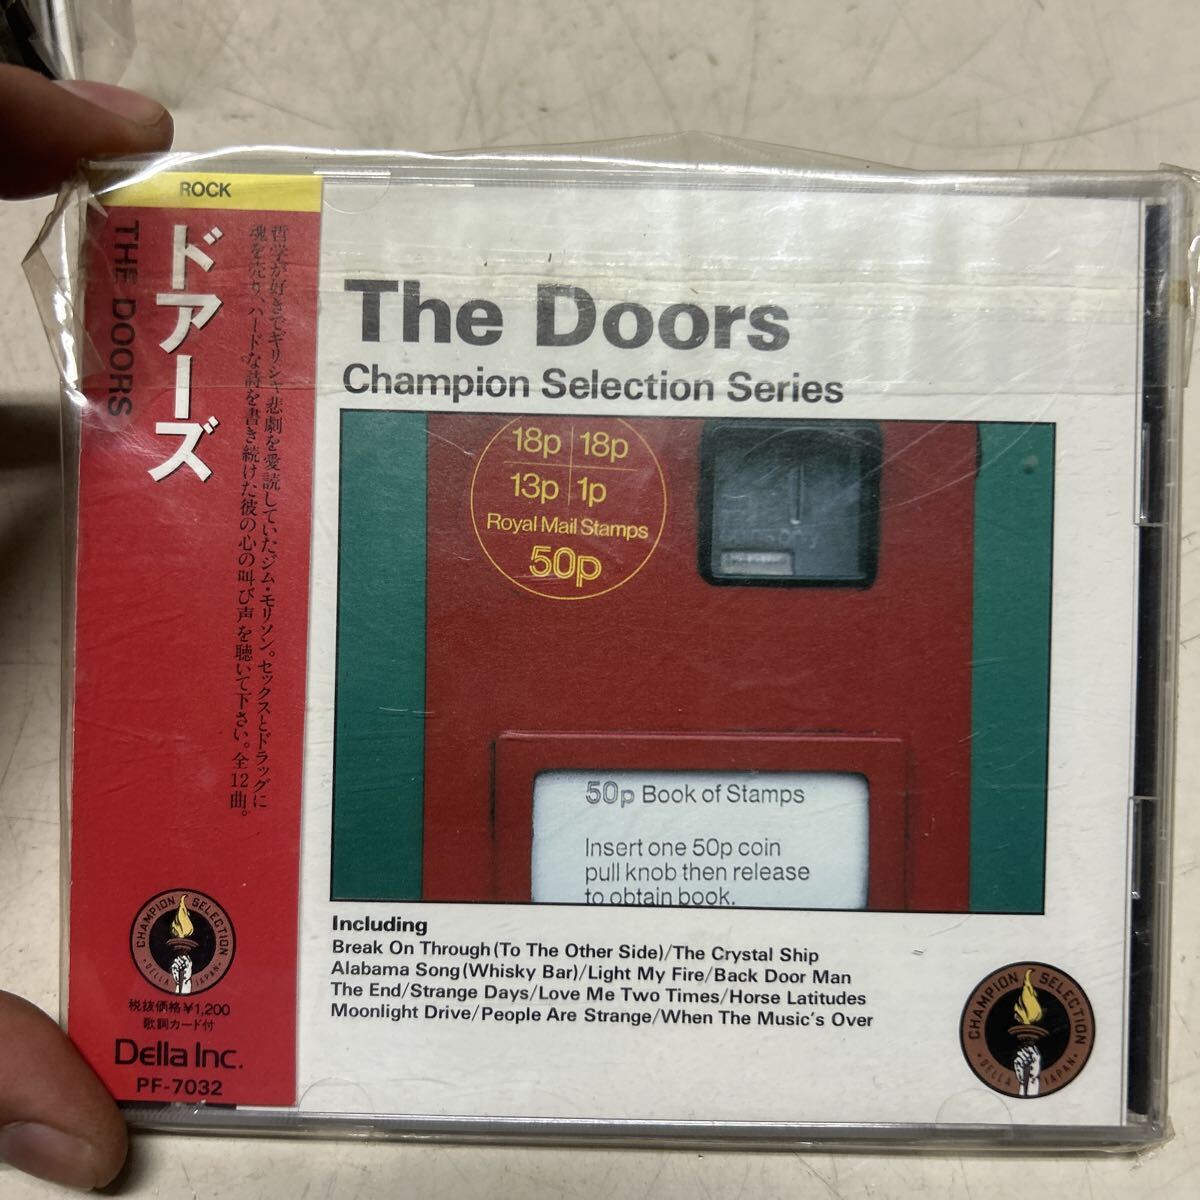 ROCK
THE DOORS
ドアーズ
哲学が好きでギリシャ悲劇を愛読していたジム・モリソン。セックスとドラッグに
魂を売り、ハードな詩を書き続けた彼の心の叫び声を聴いて下さい。全12曲。
CHAMPION SELECTION
・DELLA JAPAN・
税抜価格¥1,200
歌詞カード付
Della Inc.
PF-7032
The Doors
Champion Selection Series
18p 18p
13p 1p
Royal Mail Stamps
50p
50p Book of Stamps
Insert one 50p coin
pull knob then release
to obtain book.
Including
Break On Through(To The Other Side)/The Crystal Ship
Alabama Song(Whisky Bar)/Light My Fire/Back Door Man
The End/Strange Days/Love Me Two Times/Horse Latitudes
Moonlight Drive/People Are Strange/When The Music's Over
CHAMPION SELECTION
・DELLA JAPAN・